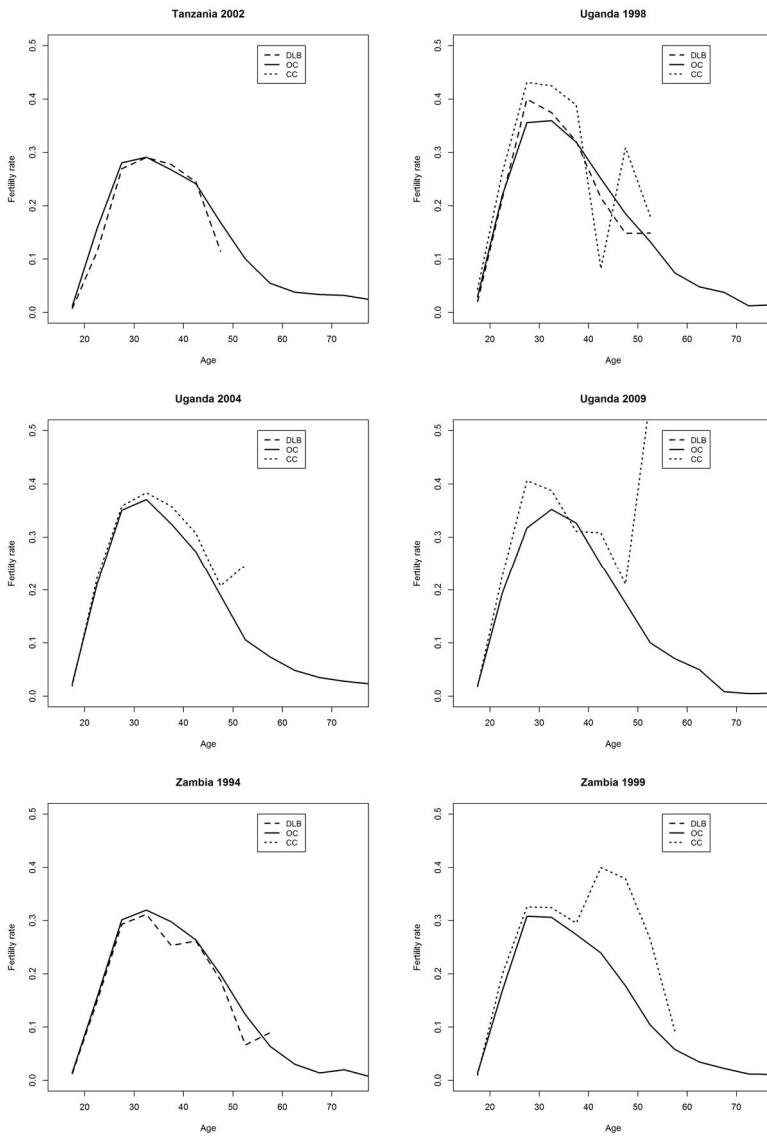 Tanzania 2002
Fertility rate
0.0 0.1 0.2 0.3 0.4 0.5
DLB
OC
CC
20 30 40 50 60 70
Age
Uganda 1998
Fertility rate
0.0 0.1 0.2 0.3 0.4 0.5
DLB
OC
CC
20 30 40 50 60 70
Age
Uganda 2004
Fertility rate
0.0 0.1 0.2 0.3 0.4 0.5
DLB
OC
CC
20 30 40 50 60 70
Age
Uganda 2009
Fertility rate
0.0 0.1 0.2 0.3 0.4 0.5
DLB
OC
CC
20 30 40 50 60 70
Age
Zambia 1994
Fertility rate
0.0 0.1 0.2 0.3 0.4 0.5
DLB
OC
CC
20 30 40 50 60 70
Age
Zambia 1999
Fertility rate
0.0 0.1 0.2 0.3 0.4 0.5
DLB
OC
CC
20 30 40 50 60 70
Age